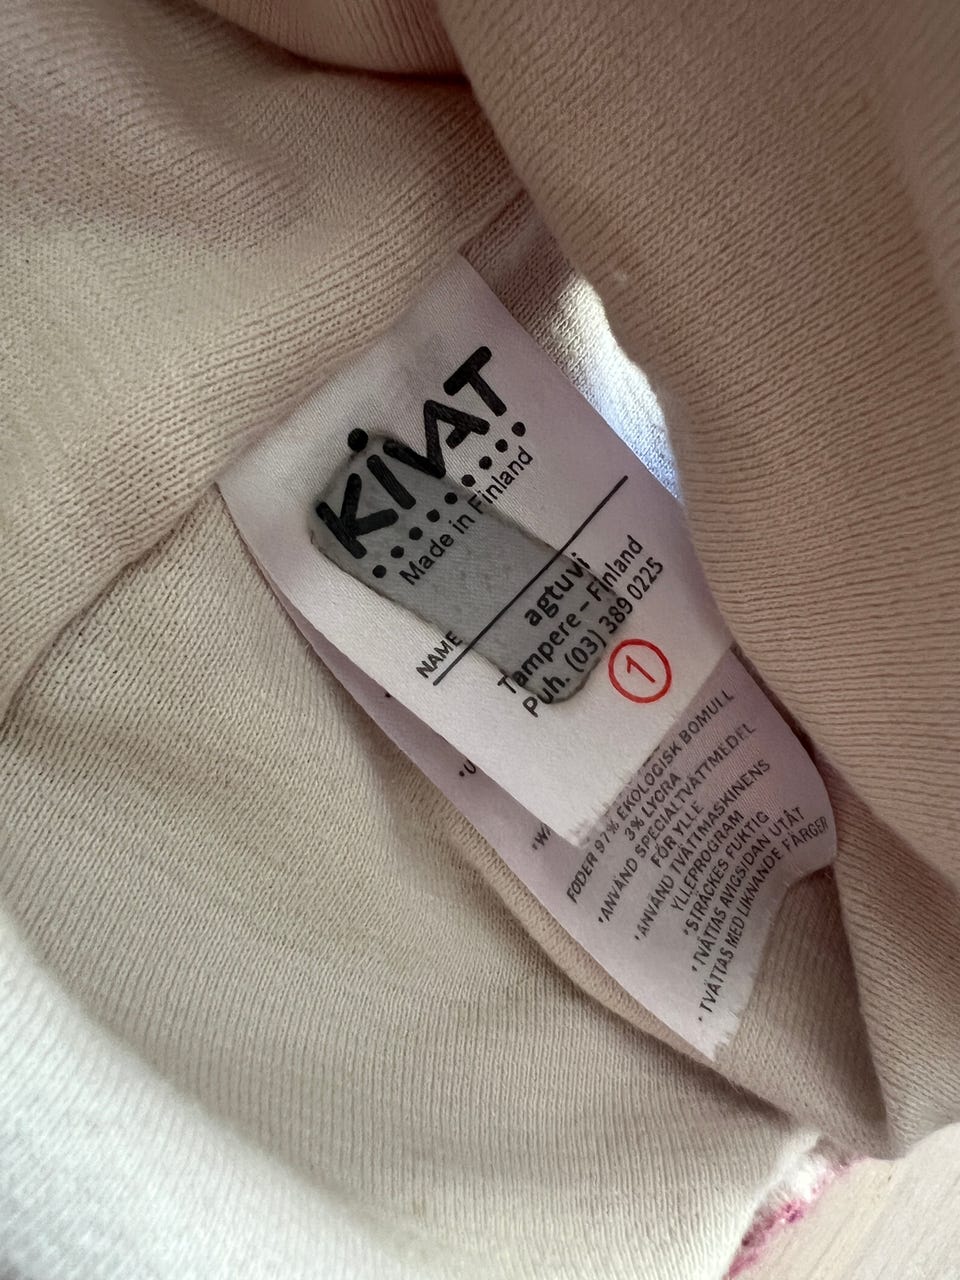 KIVAT
Made in Finland
NAME
agtuvi
Tampere – Finland
Puh. (03) 389 0225
1
FODER 97% EKOLOGISK BOMULL
3% LYCRA
*ANVÄND SPECIALTVÄTTMEDEL
FÖR YLLE
*ANVÄND TVÄTTMASKINENS
YLLEPROGRAM
*STRÄCKES FUKTIG
*TVÄTTAS AVIGSIDAN UTÅT
*TVÄTTAS MED LIKNANDE FÄRGER